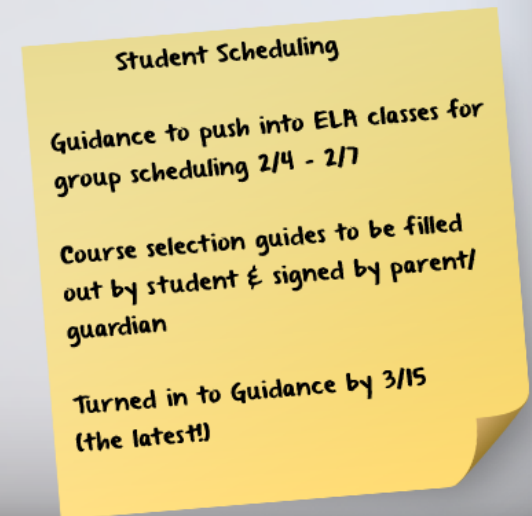 Student Scheduling
Guidance to push into ELA classes for
group scheduling 2/4 - 2/7
Course selection guides to be filled
out by student & signed by parent/
guardian
Turned in to Guidance by 3/15
(the latest!)